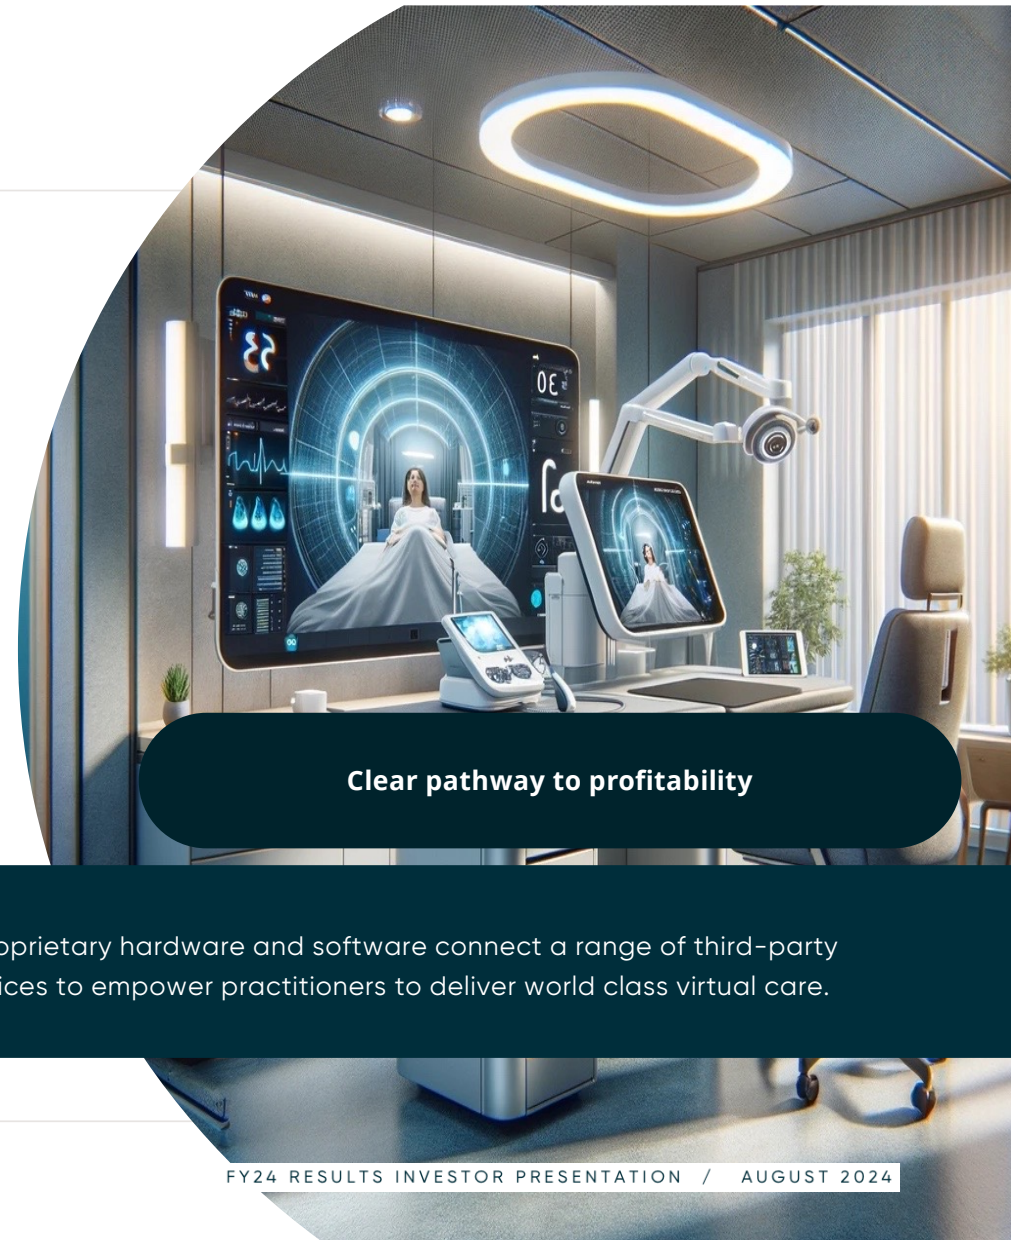 Clear pathway to profitability
oprietary hardware and software connect a range of third-party
ices to empower practitioners to deliver world class virtual care.
FY24 RESULTS INVESTOR PRESENTATION / AUGUST 2024